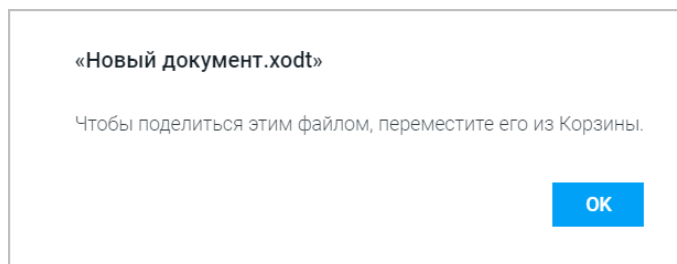 «Новый документ.xodt»
Чтобы поделиться этим файлом, переместите его из Корзины.
OK